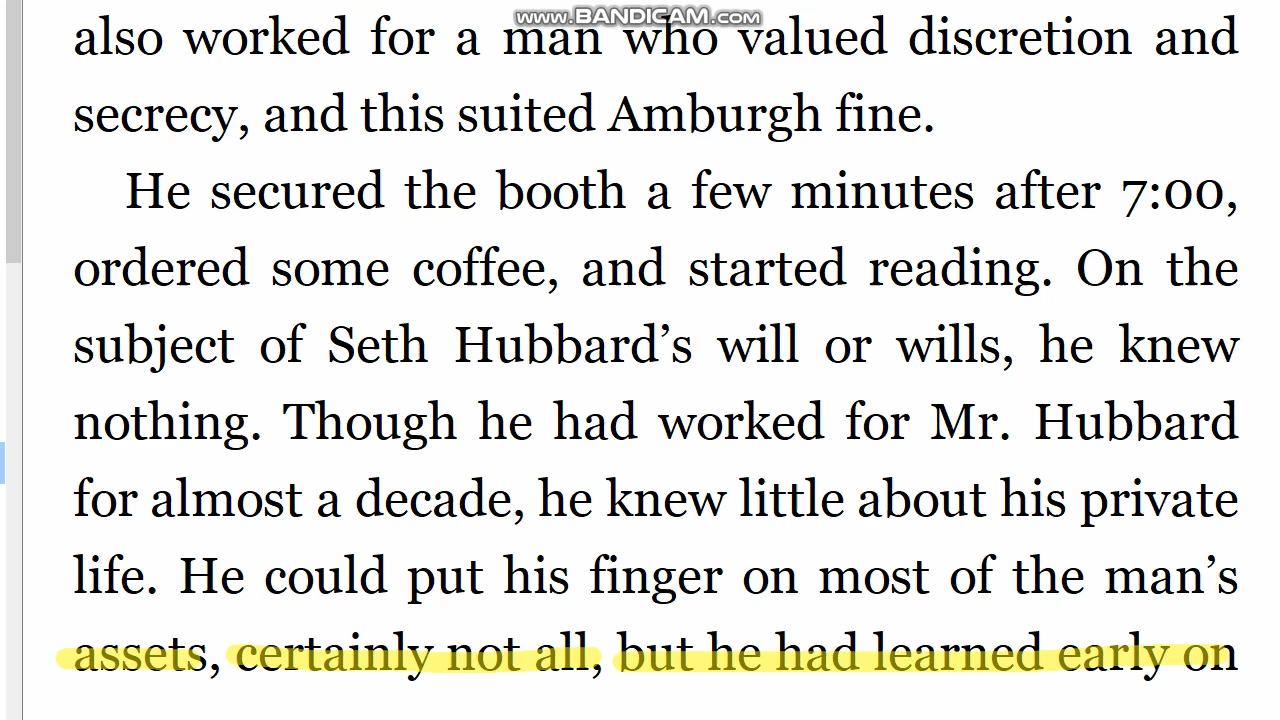 www.BANDICAM.com
also worked for a man who valued discretion and
secrecy, and this suited Amburgh fine.
He secured the booth a few minutes after 7:00,
ordered some coffee, and started reading. On the
subject of Seth Hubbard’s will or wills, he knew
nothing. Though he had worked for Mr. Hubbard
for almost a decade, he knew little about his private
life. He could put his finger on most of the man’s
assets, certainly not all, but he had learned early on